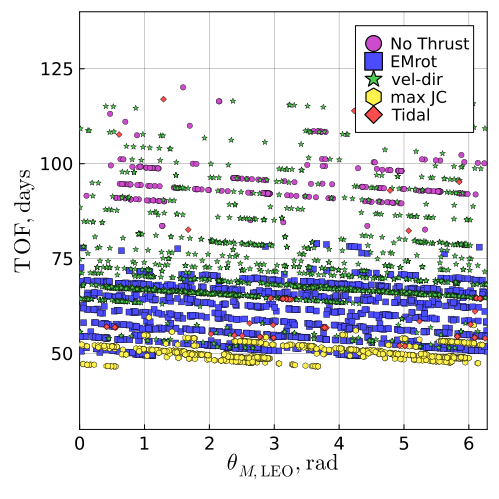 No Thrust
EMrot
vel-dir
max JC
Tidal
125
100
75
50
TOF, days
0 1 2 3 4 5 6
θ_M, LEO, rad